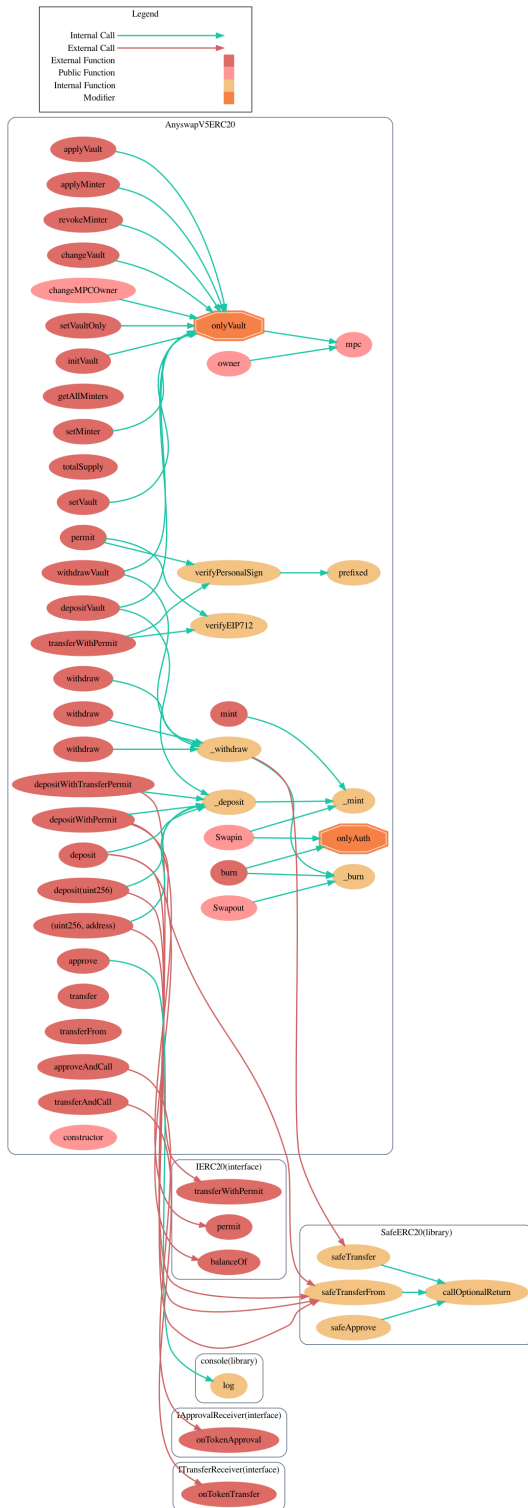 Legend
Internal Call
External Call
External Function
Public Function
Internal Function
Modifier
AnyswapV5ERC20
applyVault
applyMinter
revokeMinter
changeVault
changeMPCOwner
setVaultOnly
onlyVault
initVault
owner
mpc
getAllMinters
setMinter
totalSupply
setVault
permit
withdrawVault
verifyPersonalSign
prefixed
depositVault
verifyEIP712
transferWithPermit
withdraw
withdraw
mint
withdraw
_withdraw
depositWithTransferPermit
_deposit
_mint
depositWithPermit
Swapin
onlyAuth
deposit
burn
_burn
deposit(uint256)
Swapout
(uint256, address)
approve
transfer
transferFrom
approveAndCall
transferAndCall
constructor
IERC20(interface)
transferWithPermit
permit
balanceOf
SafeERC20(library)
safeTransfer
safeTransferFrom
callOptionalReturn
safeApprove
console(library)
log
IApprovalReceiver(interface)
onTokenApproval
ITransferReceiver(interface)
onTokenTransfer